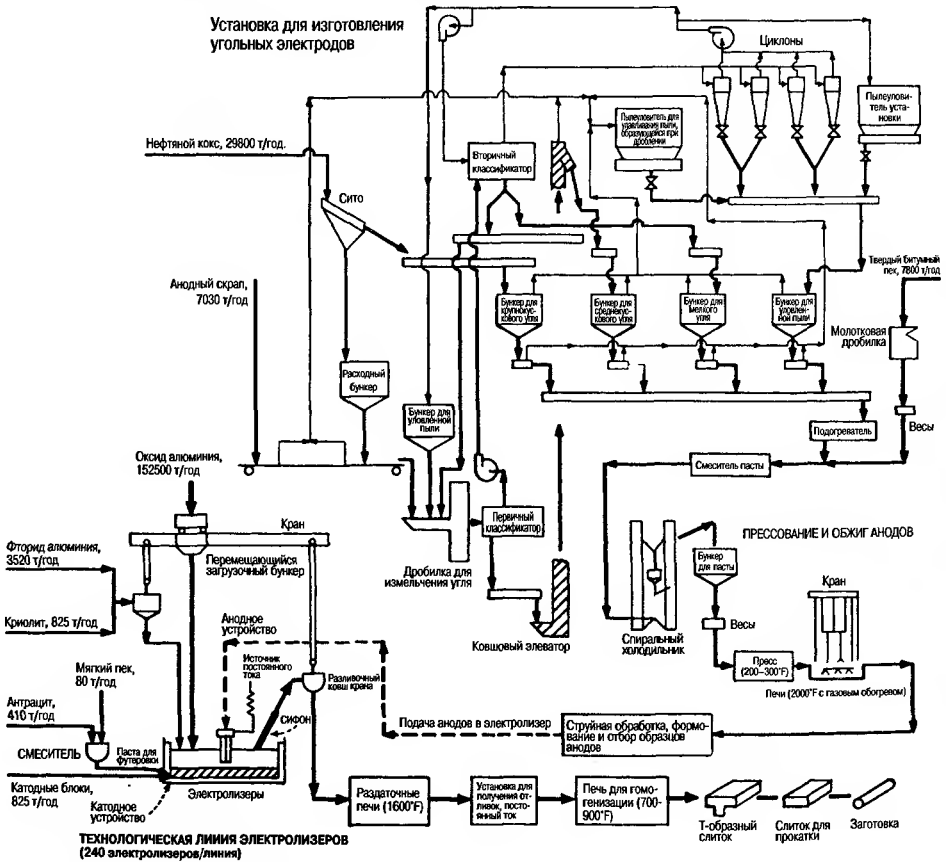 Установка для изготовления
угольных электродов
Циклоны
Пылеулови-
тель уста-
новки
Пылеуловитель для
улавливания пыли,
образующейся при
дроблении
Нефтяной кокс, 29800 т/год.
Вторичный
классификатор
Сито
Анодный скрап,
7030 т/год
Твердый битумный
пек, 7800 т/год
Бункер для
крупнокус-
кового угля
Бункер для
среднекус-
кового угля
Бункер для
мелкого
угля
Бункер для
уловлен-
ной пыли
Молотковая
дробилка
Расходный
бункер
Бункер для
уловленной
пыли
Весы
Подогреватель
Оксид алюминия,
152500 т/год
Смеситель пасты
Первичный
классификатор
Кран
Фторид алюминия,
3520 т/год
Перемещающийся
загрузочный бункер
Дробилка для
измельчения угля
ПРЕССОВАНИЕ И ОБЖИГ АНОДОВ
Бункер
для пасты
Кран
Криолит, 825 т/год
Анодное
устройство
Ковшовый элеватор
Спиральный
холодильник
Весы
Источник
постоянного
тока
Пресс
(200–300°F)
Мягкий пек,
80 т/год
Разливочный
ковш крана
Печи (2000°F с газовым обогревом)
Антрацит,
410 т/год
СИФОН
Подача анодов в электролизер
Струйная обработка, формо-
вание и отбор образцов
анодов
СМЕСИТЕЛЬ
Паста для
футеровки
Катодные блоки,
825 т/год
Электролизеры
Катодное
устройство
Раздаточные
печи (1600°F)
Установка для
получения от-
ливок, посто-
янный ток
Печь для гомо-
генизации (700-
900°F)
Т-образный
слиток
Слиток для
прокатки
Заготовка
ТЕХНОЛОГИЧЕСКАЯ ЛИНИЯ ЭЛЕКТРОЛИЗЕРОВ
(240 электролизеров/линия)